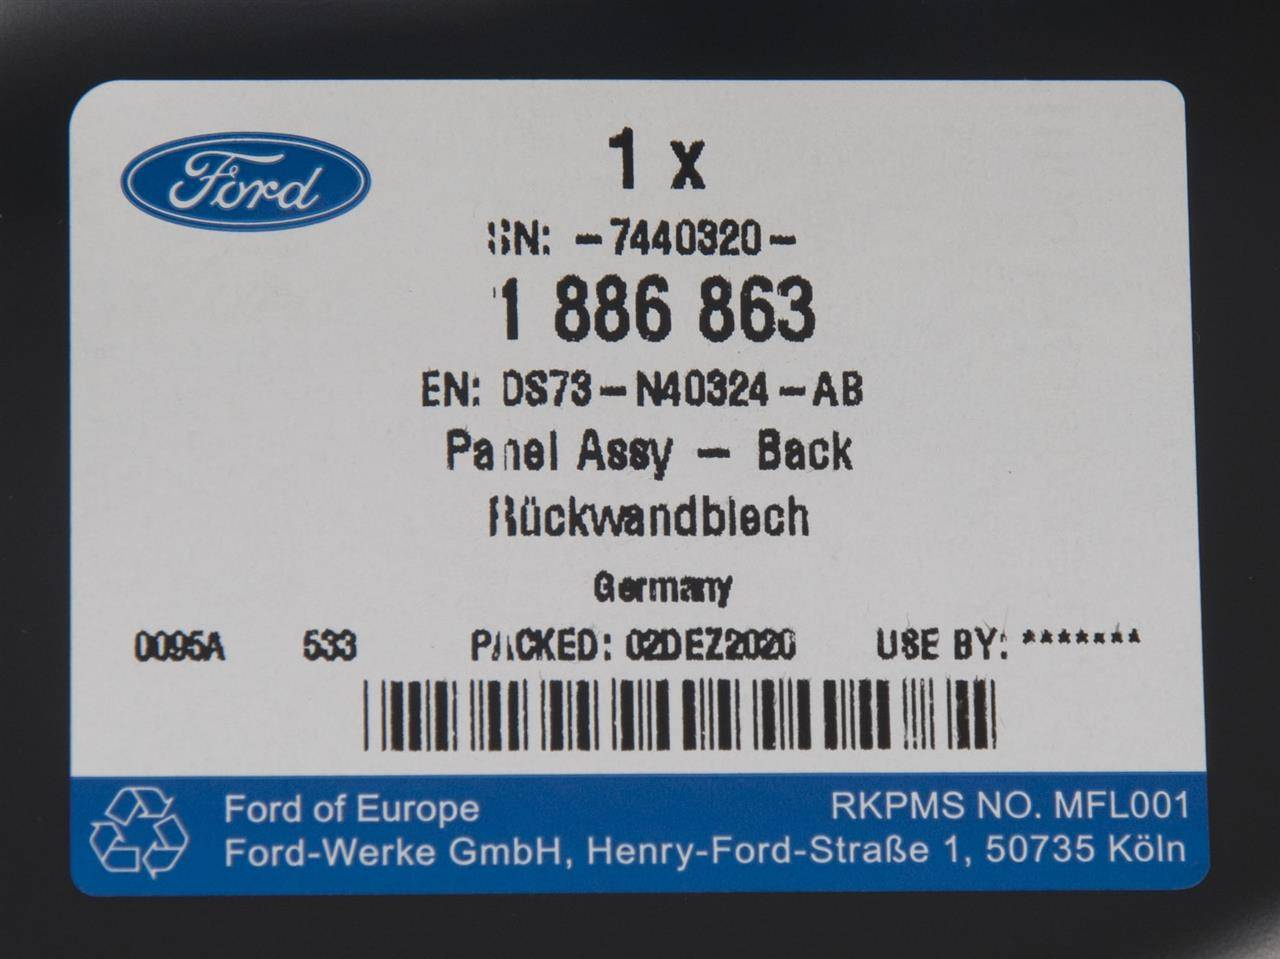 Ford
1 x
SN: -7440320-
1 886 863
EN: DS73-N40324-AB
Panel Assy - Back
Rückwandblech
Germany
0095A 533 PACKED: 02DEZ2020 USE BY: *******
Ford of Europe RKPMS NO. MFL001
Ford-Werke GmbH, Henry-Ford-Straße 1, 50735 Köln